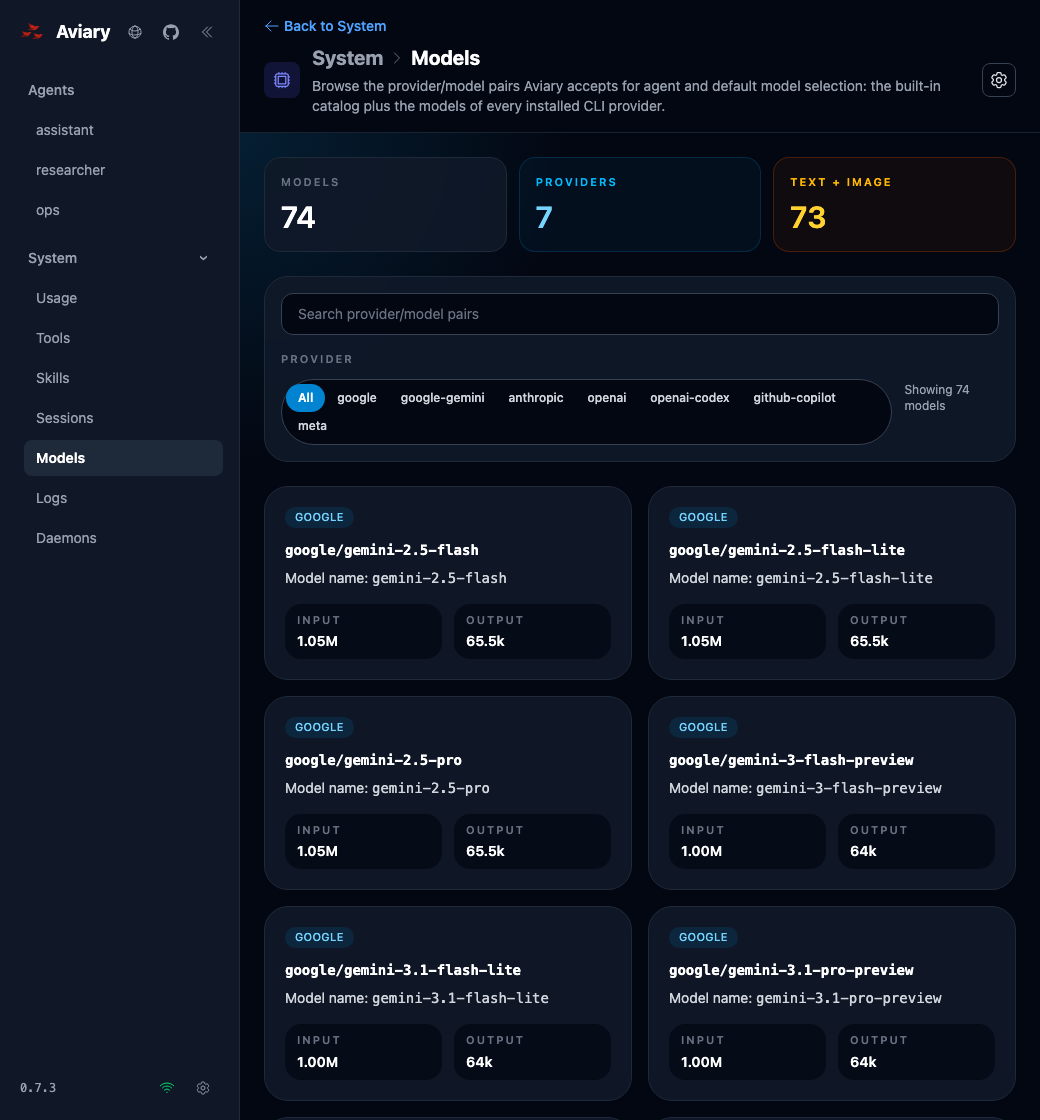 Aviary
Agents
assistant
researcher
ops
System
Usage
Tools
Skills
Sessions
Models
Logs
Daemons
0.7.3
Back to System
System > Models
Browse the provider/model pairs Aviary accepts for agent and default model selection: the built-in
catalog plus the models of every installed CLI provider.
MODELS
74
PROVIDERS
7
TEXT + IMAGE
73
Search provider/model pairs
PROVIDER
All google google-gemini anthropic openai openai-codex github-copilot
meta
Showing 74
models
GOOGLE
google/gemini-2.5-flash
Model name: gemini-2.5-flash
INPUT
1.05M
OUTPUT
65.5k
GOOGLE
google/gemini-2.5-flash-lite
Model name: gemini-2.5-flash-lite
INPUT
1.05M
OUTPUT
65.5k
GOOGLE
google/gemini-2.5-pro
Model name: gemini-2.5-pro
INPUT
1.05M
OUTPUT
65.5k
GOOGLE
google/gemini-3-flash-preview
Model name: gemini-3-flash-preview
INPUT
1.00M
OUTPUT
64k
GOOGLE
google/gemini-3.1-flash-lite
Model name: gemini-3.1-flash-lite
INPUT
1.00M
OUTPUT
64k
GOOGLE
google/gemini-3.1-pro-preview
Model name: gemini-3.1-pro-preview
INPUT
1.00M
OUTPUT
64k